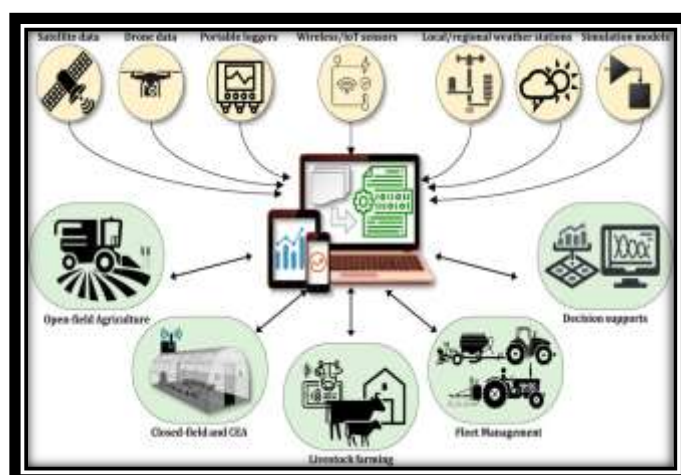 Satellite data
Drone data
Portable loggers
Wireless/IoT sensors
Local/regional weather stations
Simulation models
Open-field Agriculture
Decision supports
Closed-field and CEA
Fleet Management
Livestock farming